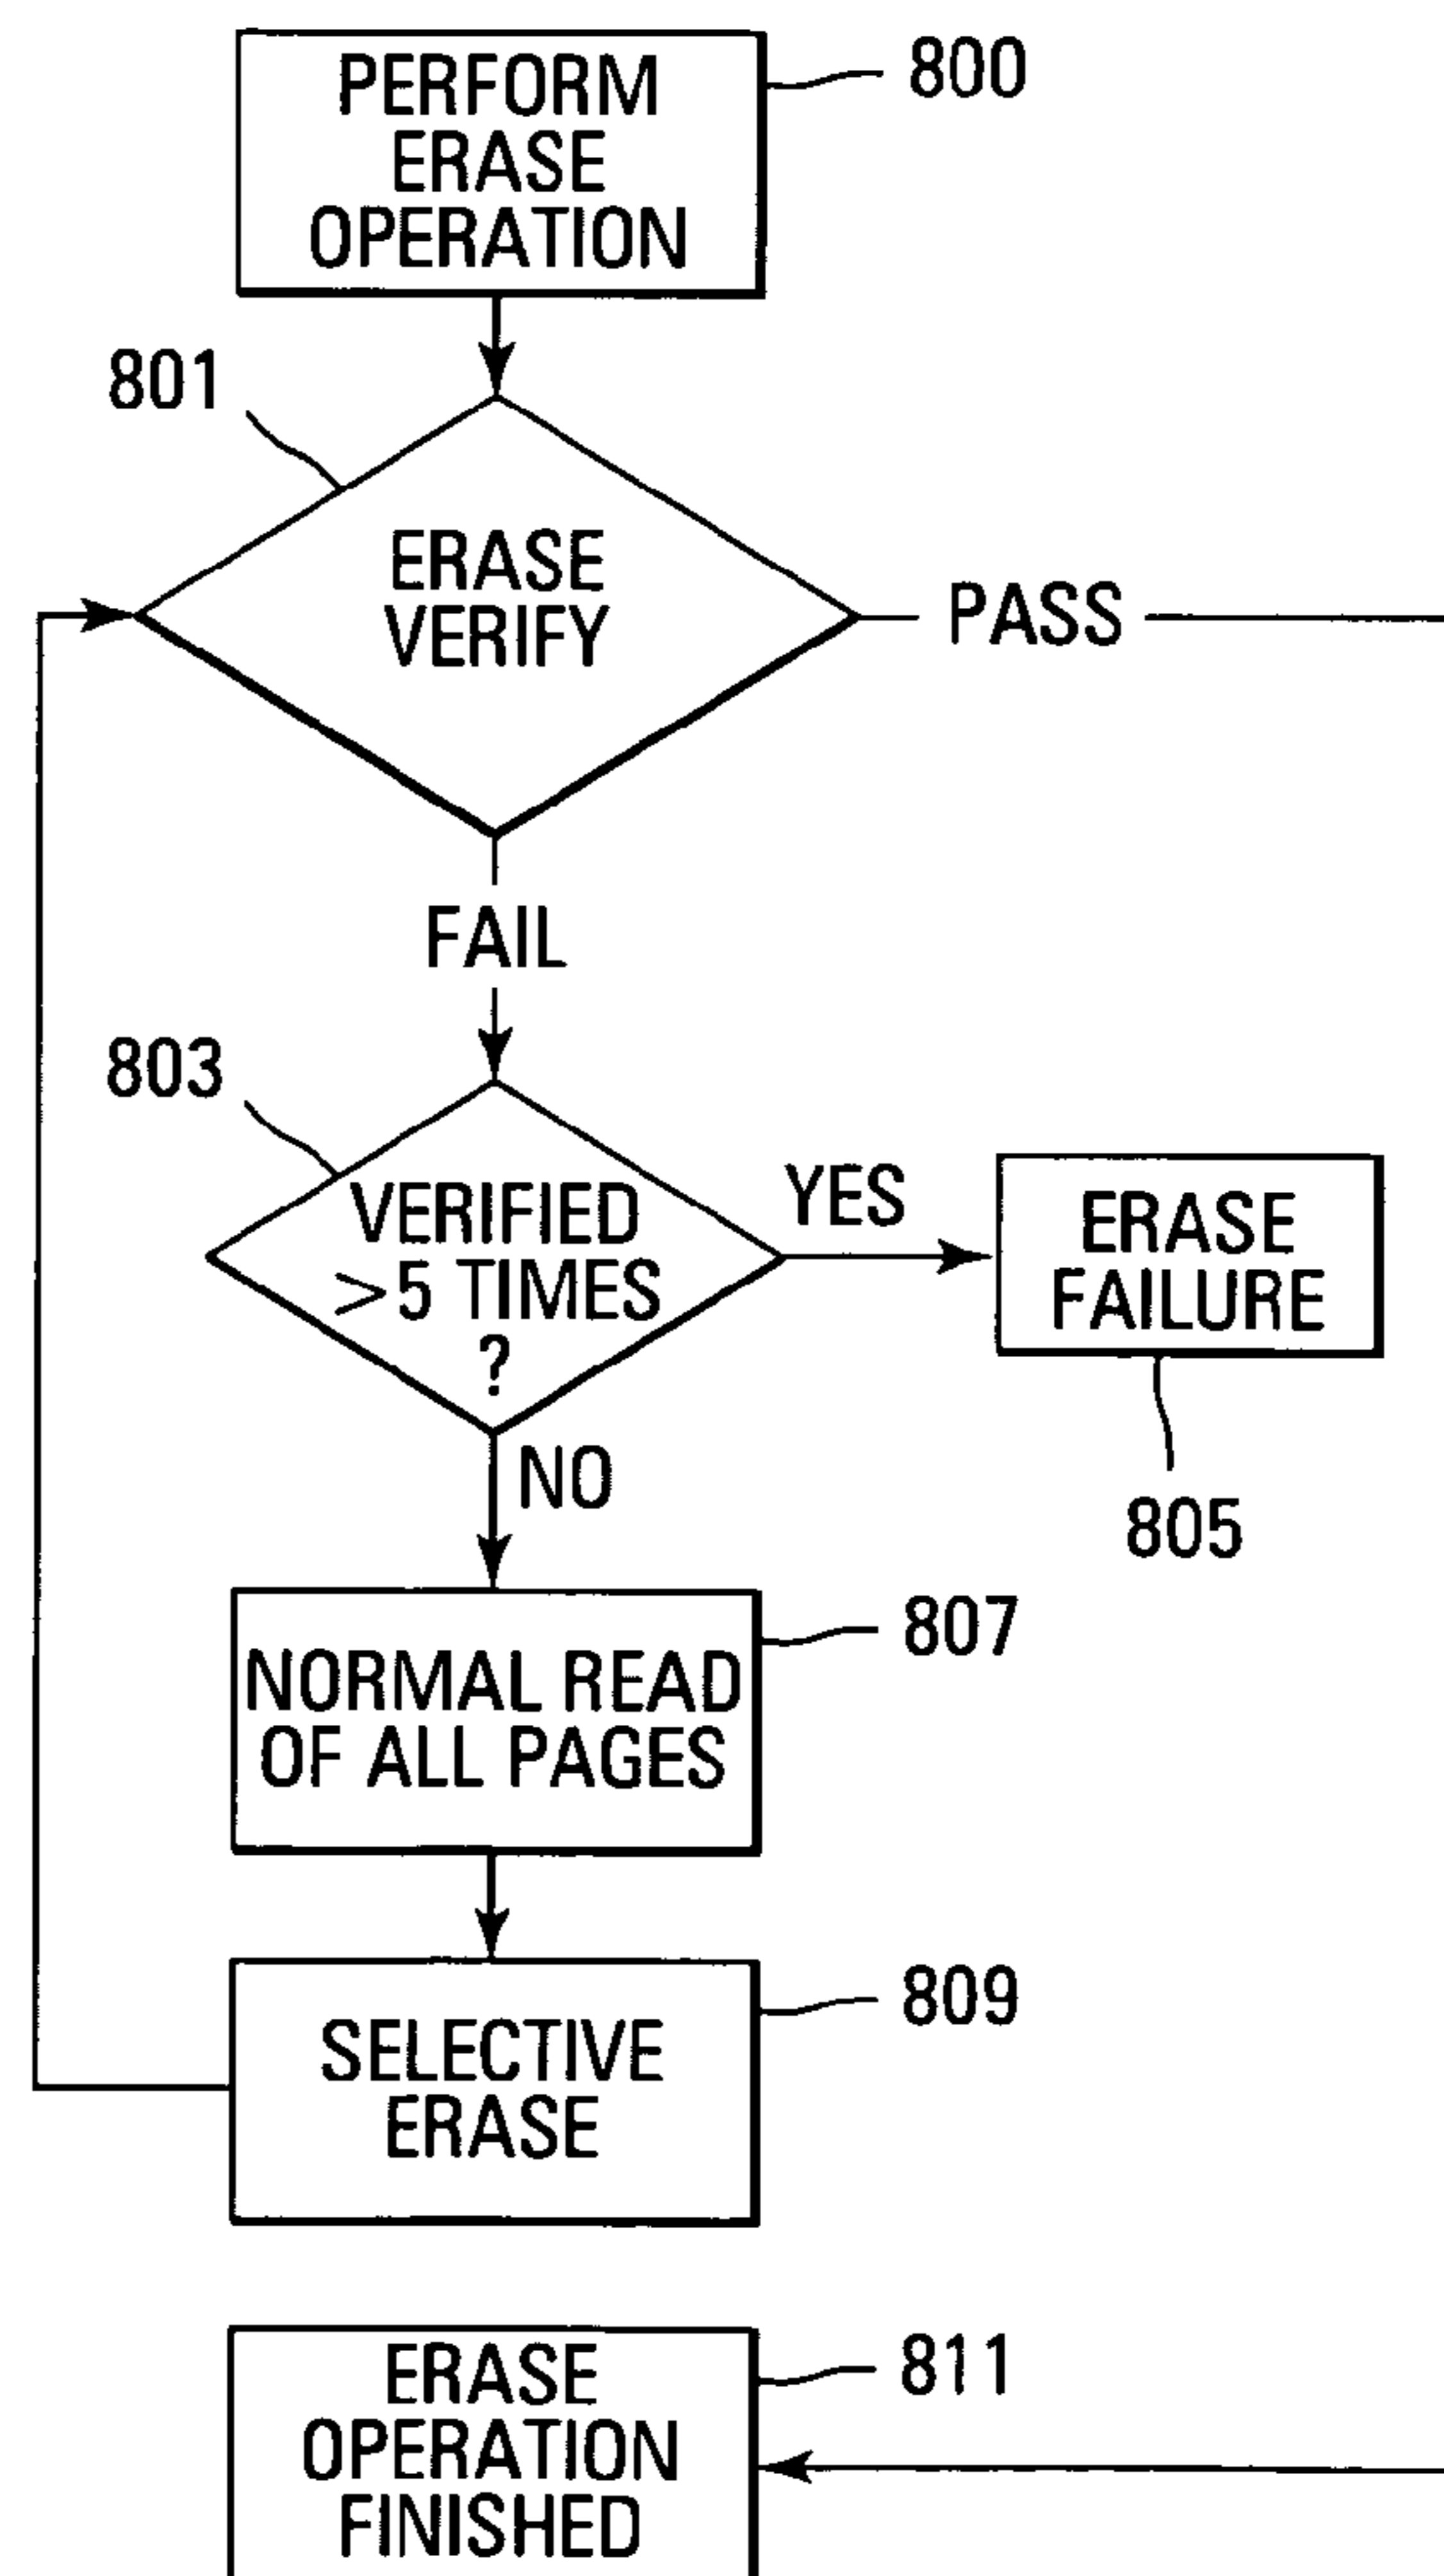 PERFORM
ERASE
OPERATION
800
801
ERASE
VERIFY
PASS
FAIL
803
VERIFIED
>5 TIMES
?
YES
ERASE
FAILURE
805
NO
NORMAL READ
OF ALL PAGES
807
SELECTIVE
ERASE
809
ERASE
OPERATION
FINISHED
811